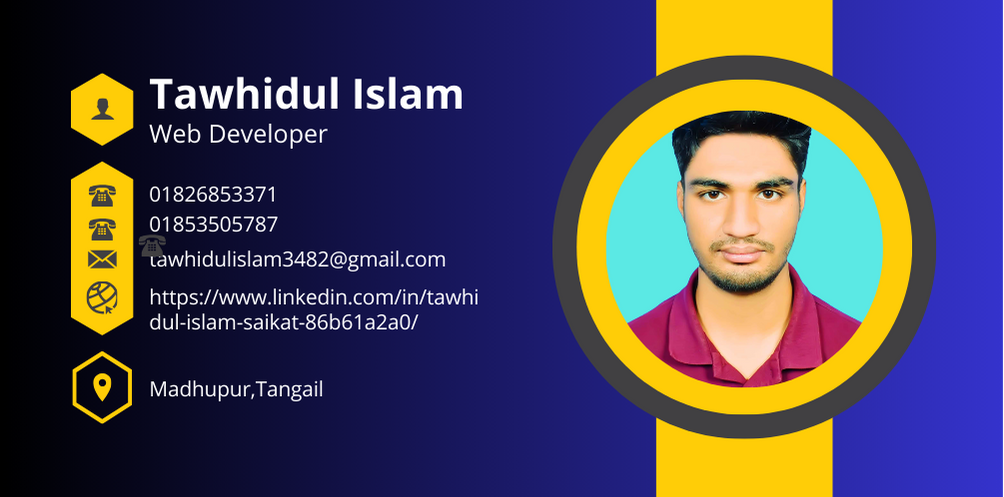 Tawhidul Islam
Web Developer
01826853371
01853505787
tawhidulislam3482@gmail.com
https://www.linkedin.com/in/tawhi
dul-islam-saikat-86b61a2a0/
Madhupur,Tangail